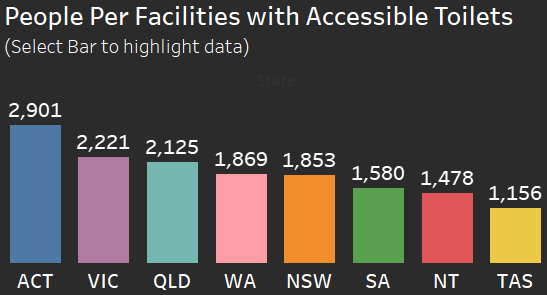 People Per Facilities with Accessible Toilets
(Select Bar to highlight data)
State
2,901
2,221
2,125
1,869
1,853
1,580
1,478
1,156
ACT
VIC
QLD
WA
NSW
SA
NT
TAS